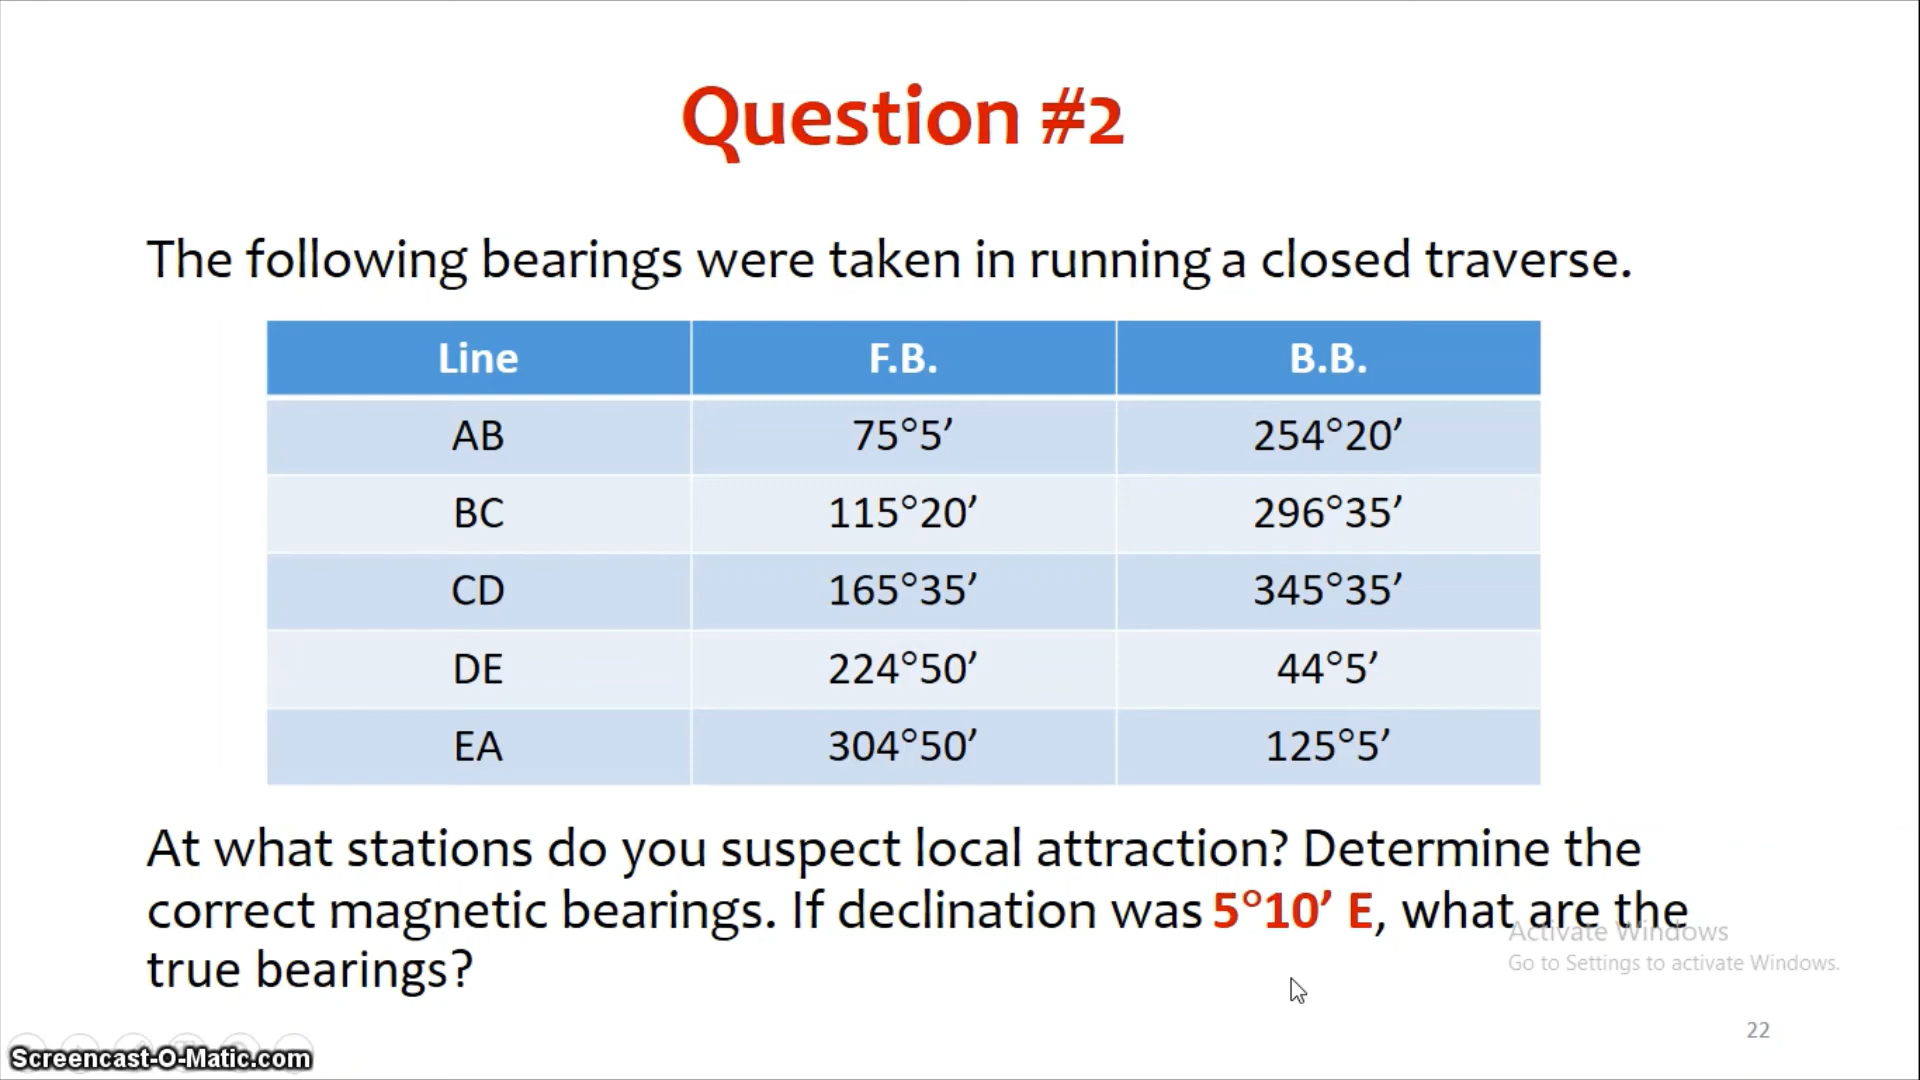 Question #2
The following bearings were taken in running a closed traverse.
Line F.B. B.B.
AB 75°5’ 254°20’
BC 115°20’ 296°35’
CD 165°35’ 345°35’
DE 224°50’ 44°5’
EA 304°50’ 125°5’
At what stations do you suspect local attraction? Determine the
correct magnetic bearings. If declination was 5°10’ E, what are the
true bearings?
Activate Windows
Go to Settings to activate Windows.
22
Screencast-O-Matic.com